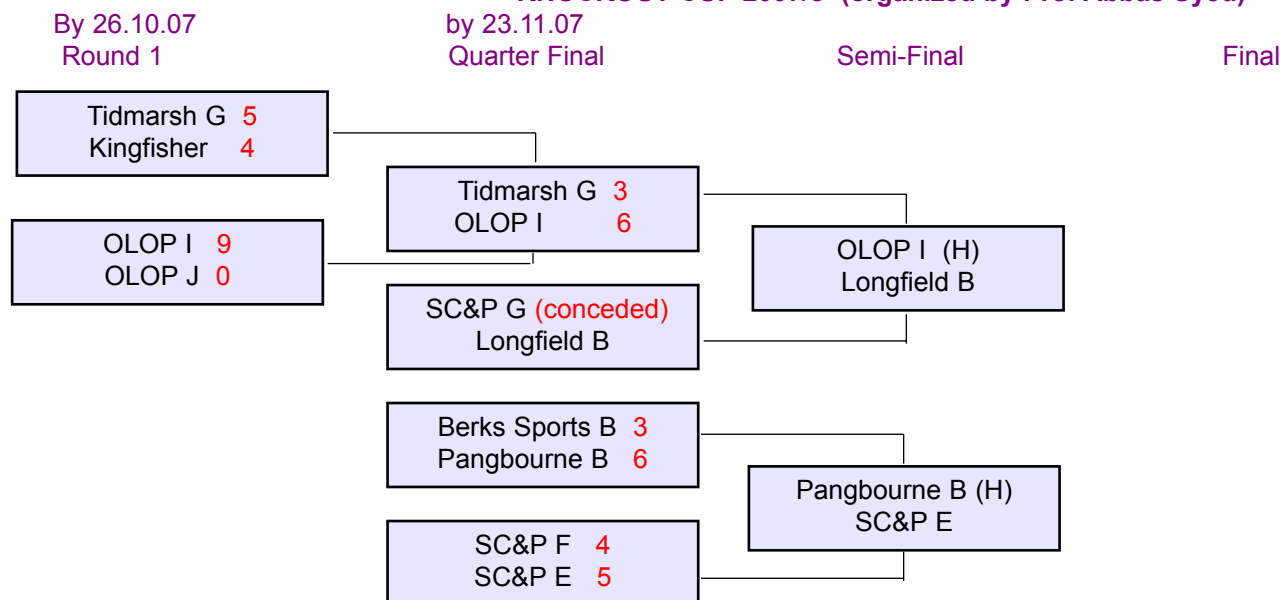 By 26.10.07 by 23.11.07
Round 1 Quarter Final Semi-Final Final
Tidmarsh G 5
Kingfisher 4
OLOP I 9
OLOP J 0
Tidmarsh G 3
OLOP I 6
SC&P G (conceded)
Longfield B
Berks Sports B 3
Pangbourne B 6
SC&P F 4
SC&P E 5
OLOP I (H)
Longfield B
Pangbourne B (H)
SC&P E